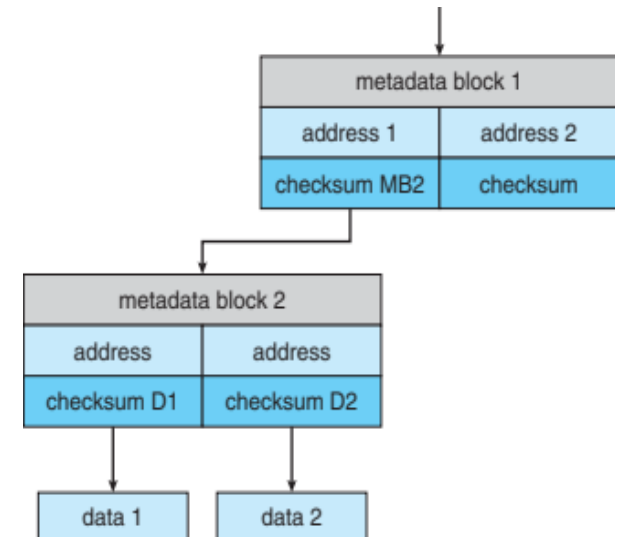 metadata block 1
address 1 address 2
checksum MB2 checksum
metadata block 2
address address
checksum D1 checksum D2
data 1 data 2